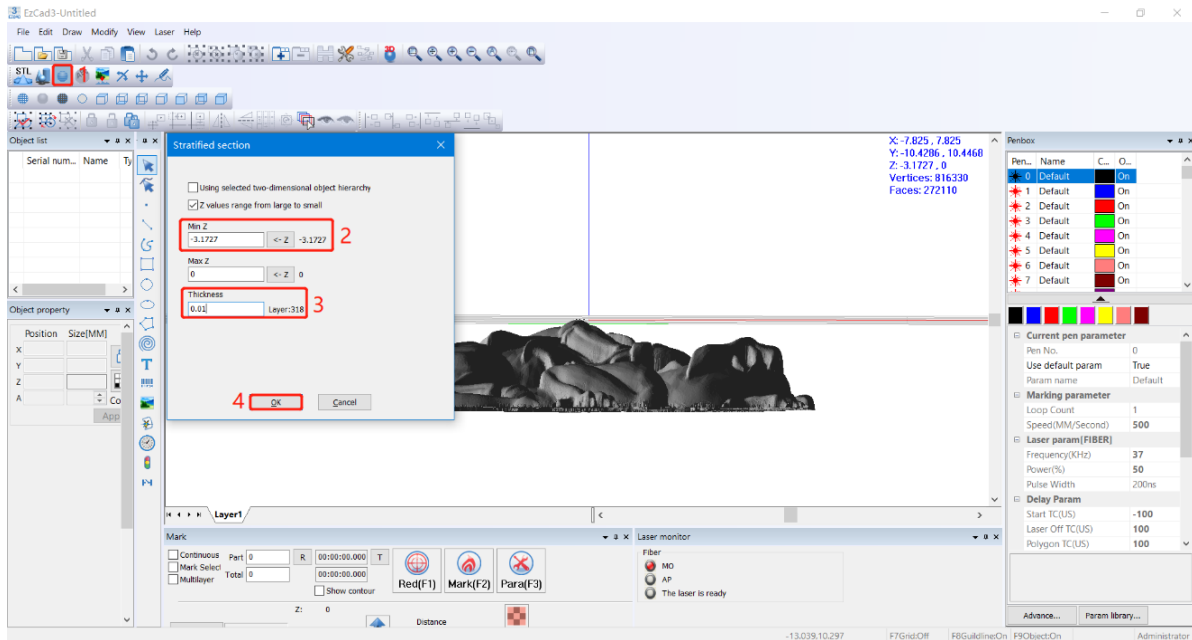 EzCad3-Untitled
File Edit Draw Modify View Laser Help
STL
Object list
Serial num... Name Ty
Object property
Position Size[MM]
X
Y
Z
A
Co
App
Stratified section
Using selected two-dimensional object hierarchy
Z values range from large to small
Min Z
-3.1727 <- Z -3.1727 2
Max Z
0 <- Z 0
Thickness
0.01 Layer:318 3
4 OK Cancel
X: -7.825 , 7.825
Y: -10.4286 , 10.4468
Z: -3.1727 , 0
Vertices: 816330
Faces: 272110
Layer1
Penbox
Pen... Name C... O...
0 Default On
1 Default On
2 Default On
3 Default On
4 Default On
5 Default On
6 Default On
7 Default On
Current pen parameter
Pen No. 0
Use default param True
Param name Default
Marking parameter
Loop Count 1
Speed(MM/Second) 500
Laser param[FIBER]
Frequency(KHz) 37
Power(%) 50
Pulse Width 200ns
Delay Param
Start TC(US) -100
Laser Off TC(US) 100
Polygon TC(US) 100
Advance... Param library...
Mark
Continuous Part 0 R 00:00:00.000 T
Mark Select
Multilayer Total 0 00:00:00.000
Show contour
Red(F1) Mark(F2) Para(F3)
Z: 0
Distance
Laser monitor
Fiber
MO
AP
The laser is ready
-13.039,10.297 F7Grid:Off F8Guildline:On F9Object:On Administrator